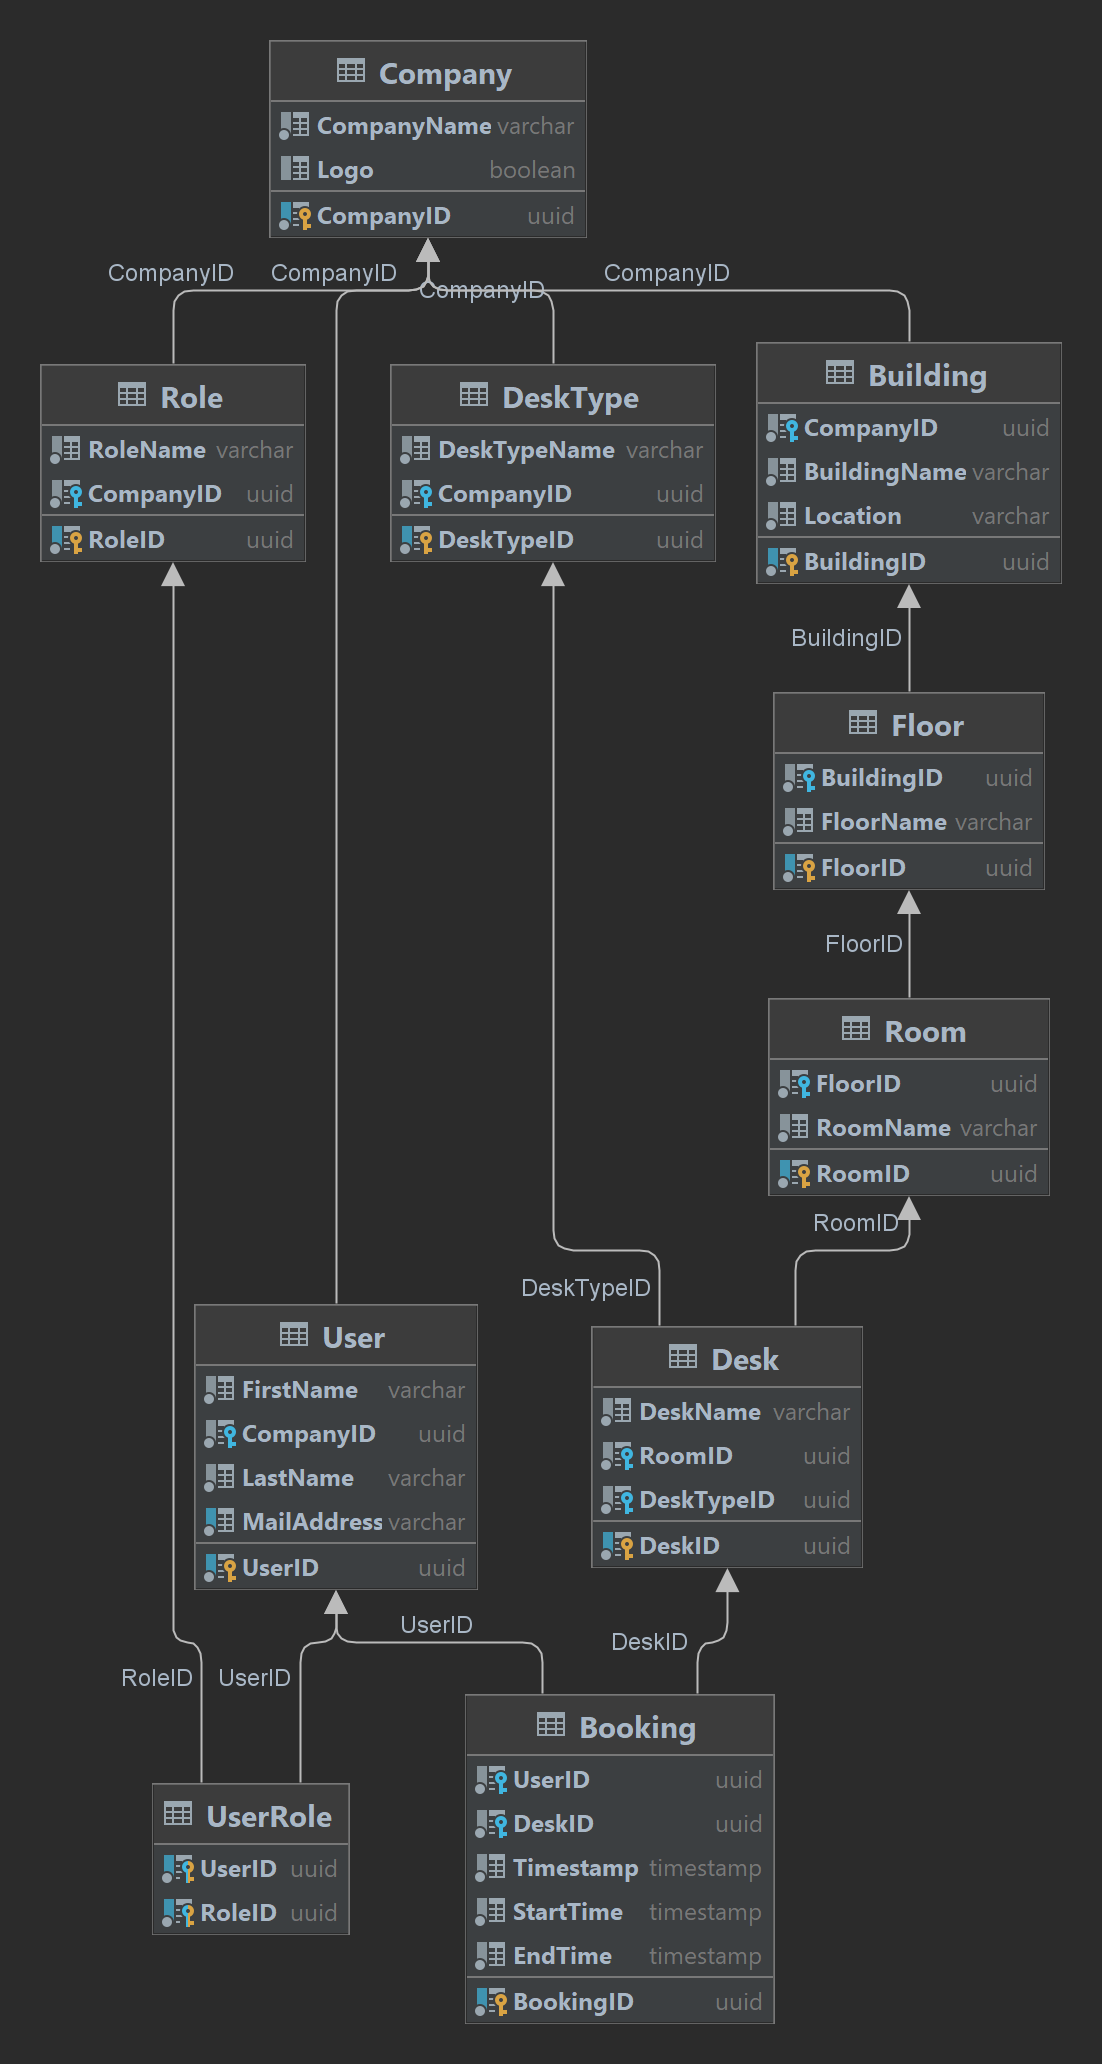 Company
CompanyName varchar
Logo boolean
CompanyID uuid
CompanyID
CompanyID
CompanyID
CompanyID
Role
RoleName varchar
CompanyID uuid
RoleID uuid
DeskType
DeskTypeName varchar
CompanyID uuid
DeskTypeID uuid
Building
CompanyID uuid
BuildingName varchar
Location varchar
BuildingID uuid
BuildingID
Floor
BuildingID uuid
FloorName varchar
FloorID uuid
FloorID
Room
FloorID uuid
RoomName varchar
RoomID uuid
RoomID
DeskTypeID
User
FirstName varchar
CompanyID uuid
LastName varchar
MailAddress varchar
UserID uuid
Desk
DeskName varchar
RoomID uuid
DeskTypeID uuid
DeskID uuid
UserID
DeskID
RoleID
UserID
UserRole
UserID uuid
RoleID uuid
Booking
UserID uuid
DeskID uuid
Timestamp timestamp
StartTime timestamp
EndTime timestamp
BookingID uuid